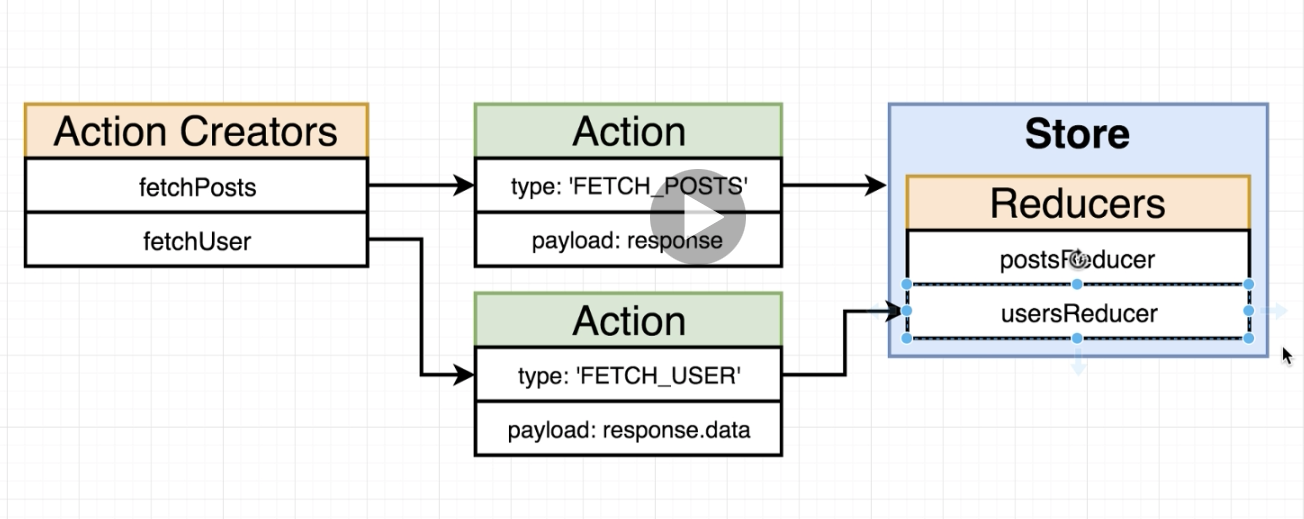 Action Creators
fetchPosts
fetchUser
Action
type: 'FETCH_POSTS'
payload: response
Action
type: 'FETCH_USER'
payload: response.data
Store
Reducers
postsReducer
usersReducer